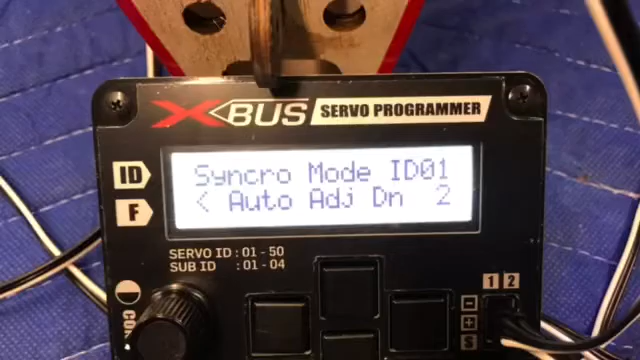 XBUS SERVO PROGRAMMER
ID
F
Syncro Mode ID01
< Auto Adj Dn 2
SERVO ID : 01 - 50
SUB ID : 01 - 04
1 2
−
+
S